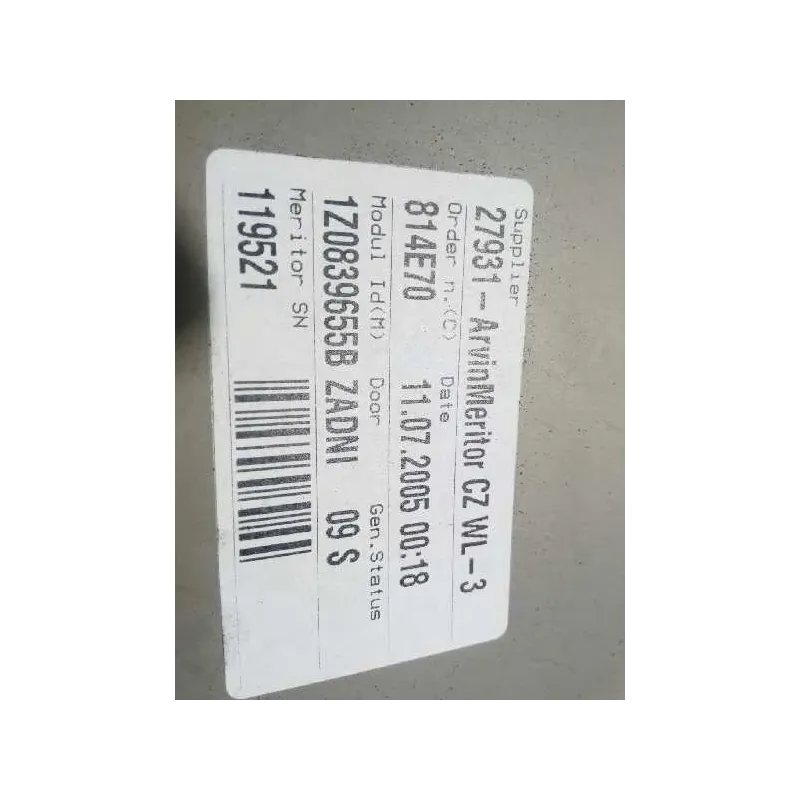 Supplier
27931-ArvinMeritor CZ WL-3
Order n.(C) Date
814E70 11.07.2005 00:18
Modul Id(M) Door Gen.Status
1Z0839655B ZADNI 09 S
Meritor SN
119521